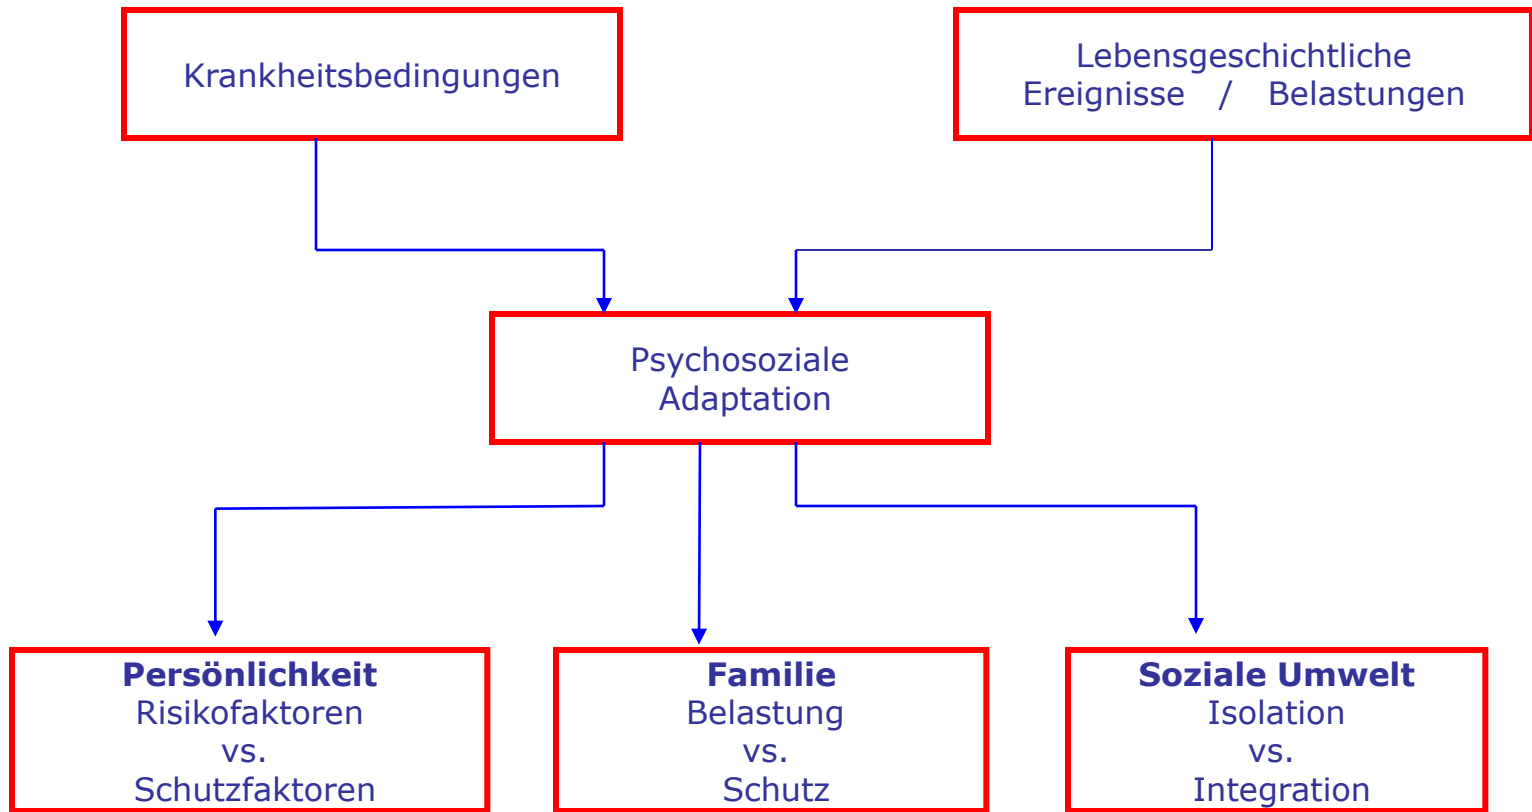 Krankheitsbedingungen
Lebensgeschichtliche
Ereignisse / Belastungen
Psychosoziale
Adaptation
Persönlichkeit
Risikofaktoren
vs.
Schutzfaktoren
Familie
Belastung
vs.
Schutz
Soziale Umwelt
Isolation
vs.
Integration